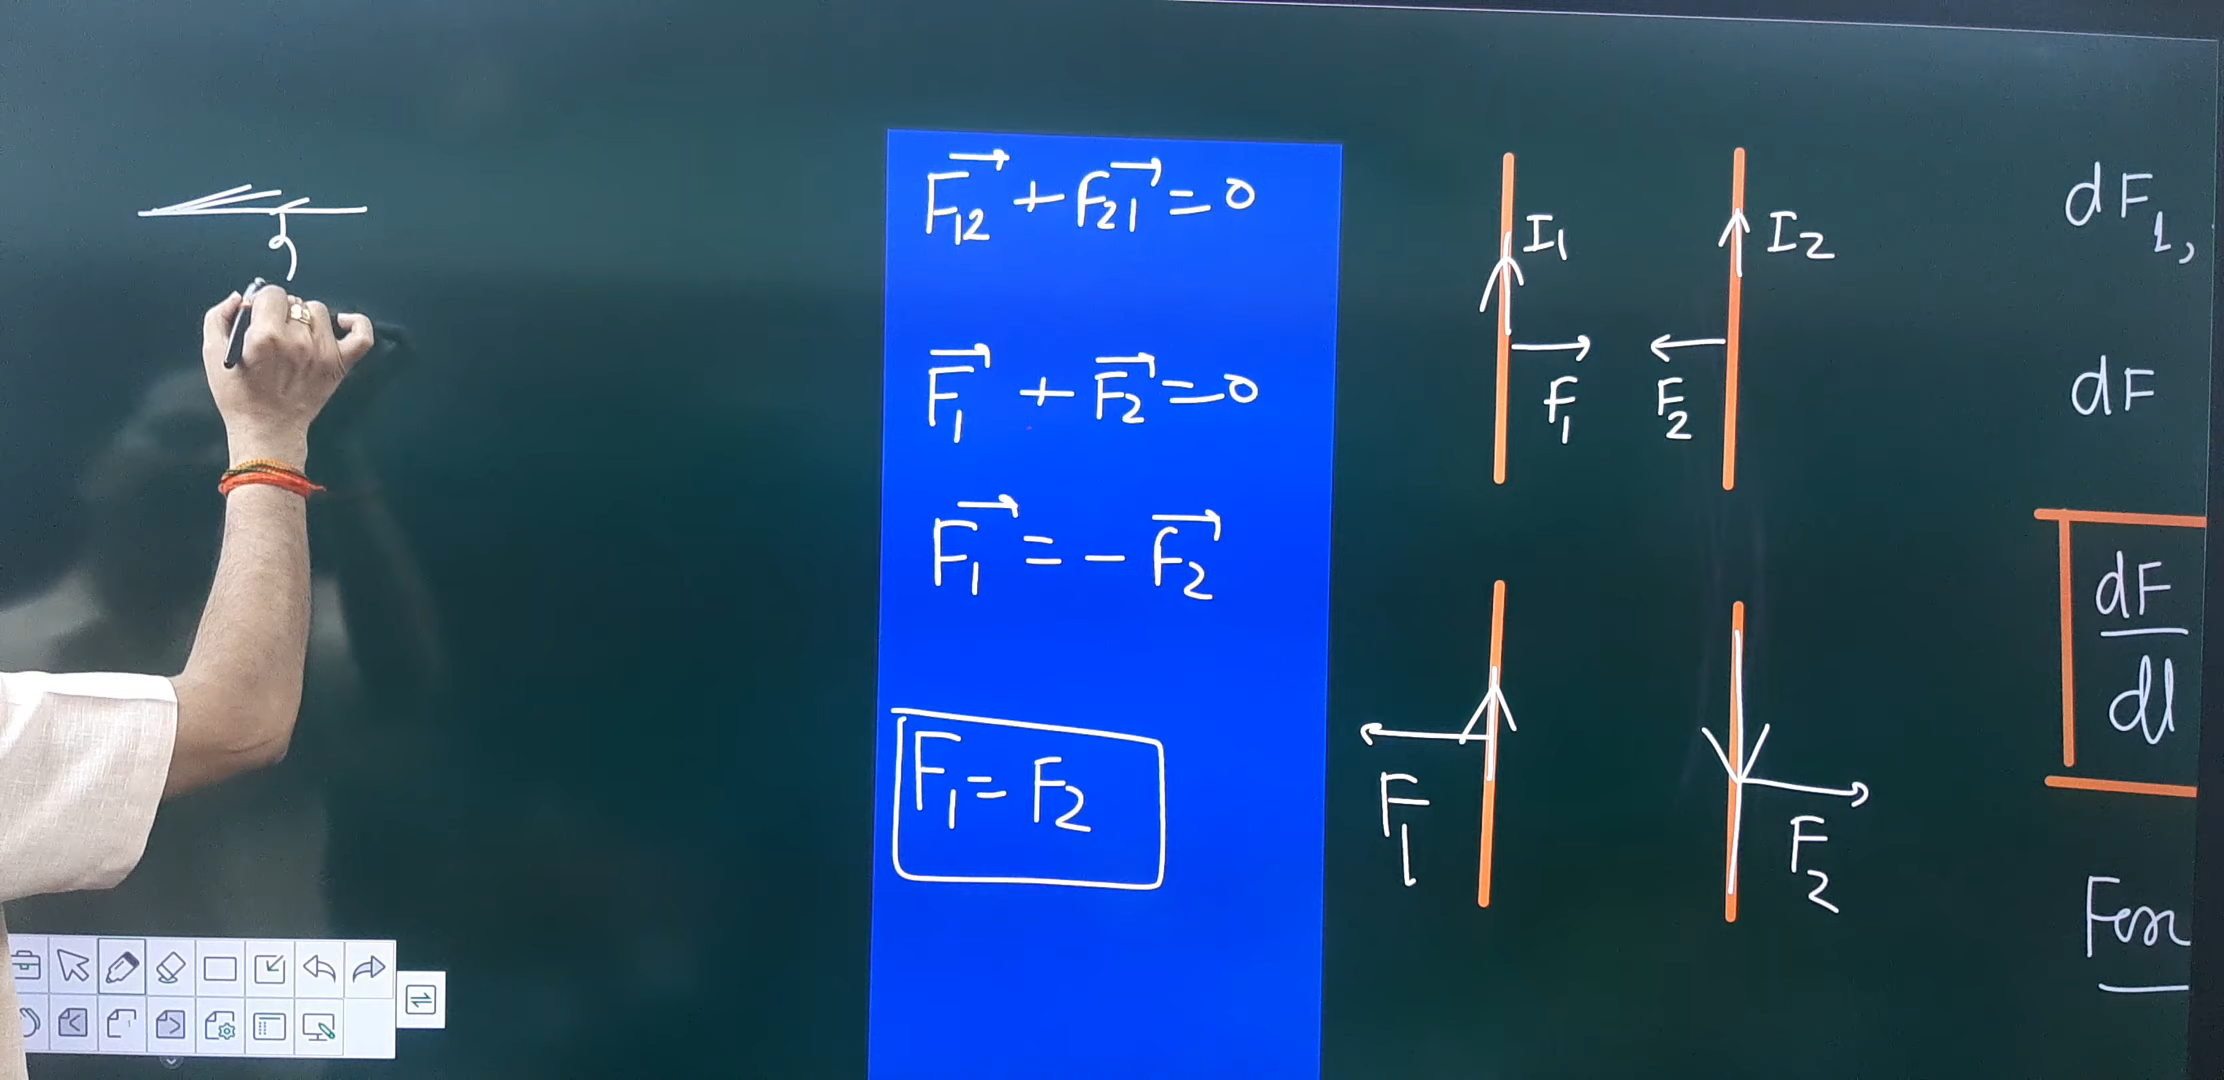 F₁₂ + F₂₁ = 0
F₁ + F₂ = 0
F₁ = - F₂
F₁ = F₂
I₁
I₂
F₁
F₂
F₁
F₂
dF₁,
dF
dF
dl